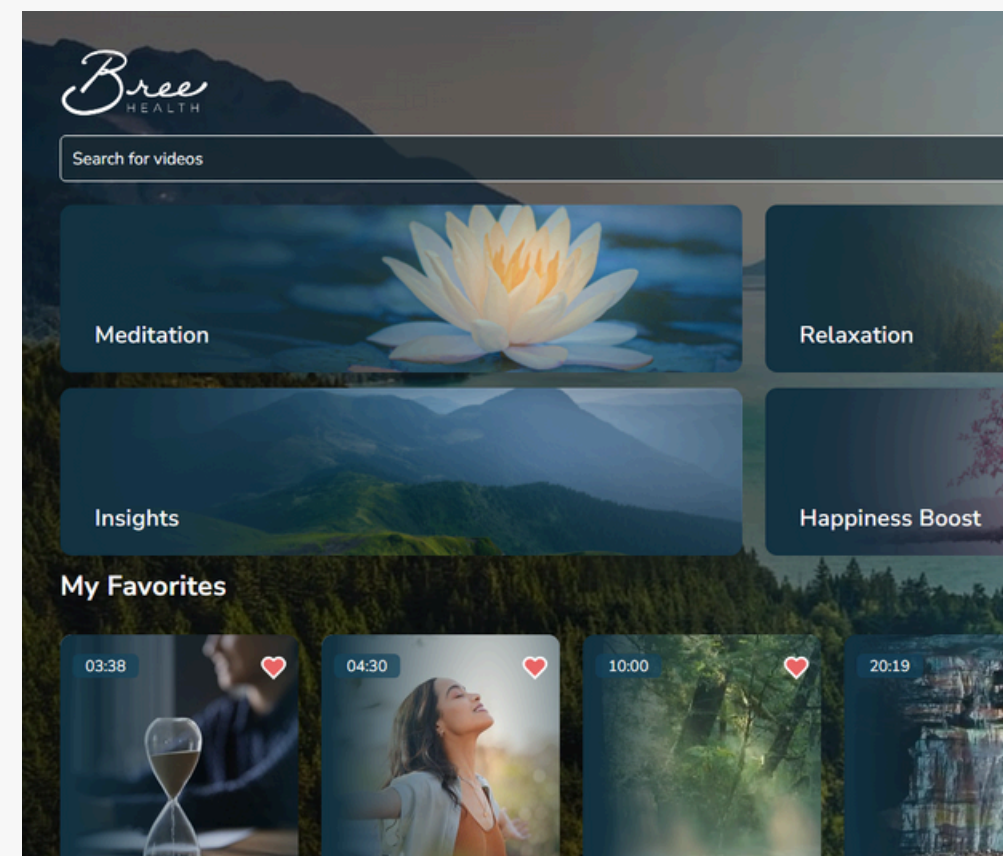 Bree
HEALTH
Search for videos
Meditation
Relaxation
Insights
Happiness Boost
My Favorites
03:38
04:30
10:00
20:19